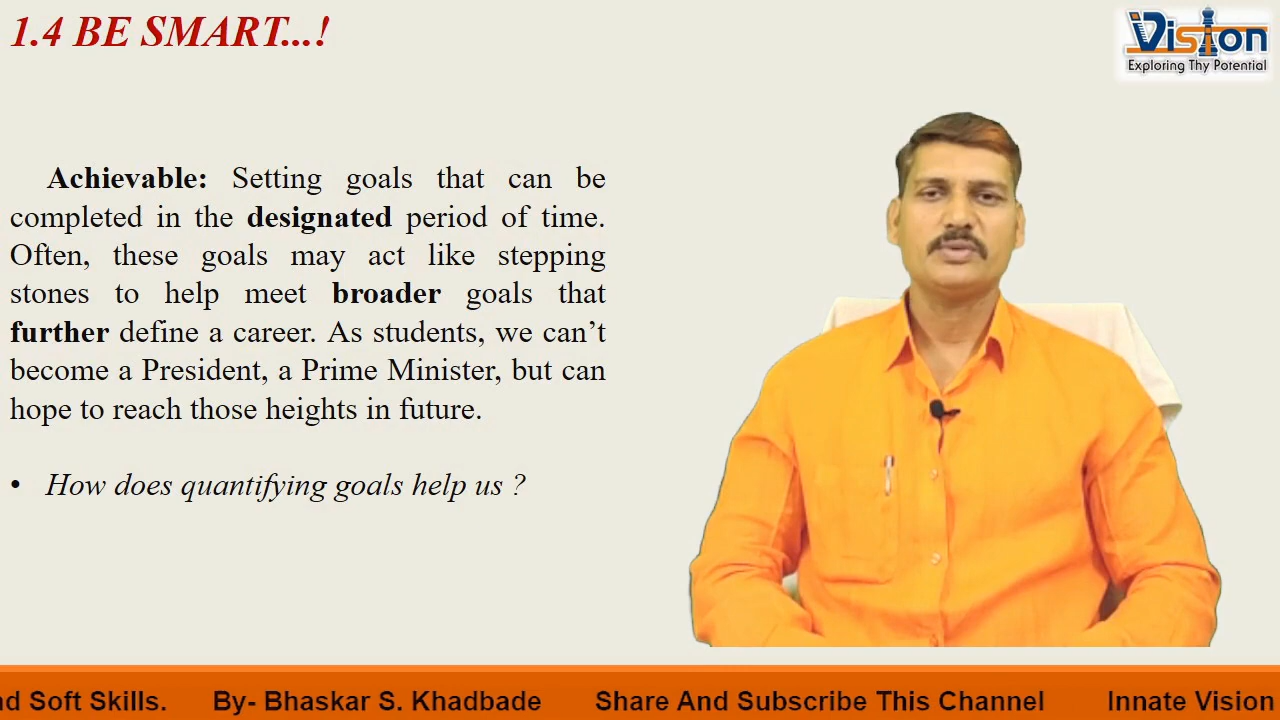 1.4 BE SMART...!
Vision
Exploring Thy Potential
Achievable: Setting goals that can be
completed in the designated period of time.
Often, these goals may act like stepping
stones to help meet broader goals that
further define a career. As students, we can’t
become a President, a Prime Minister, but can
hope to reach those heights in future.
• How does quantifying goals help us ?
nd Soft Skills. By- Bhaskar S. Khadbade Share And Subscribe This Channel Innate Vision